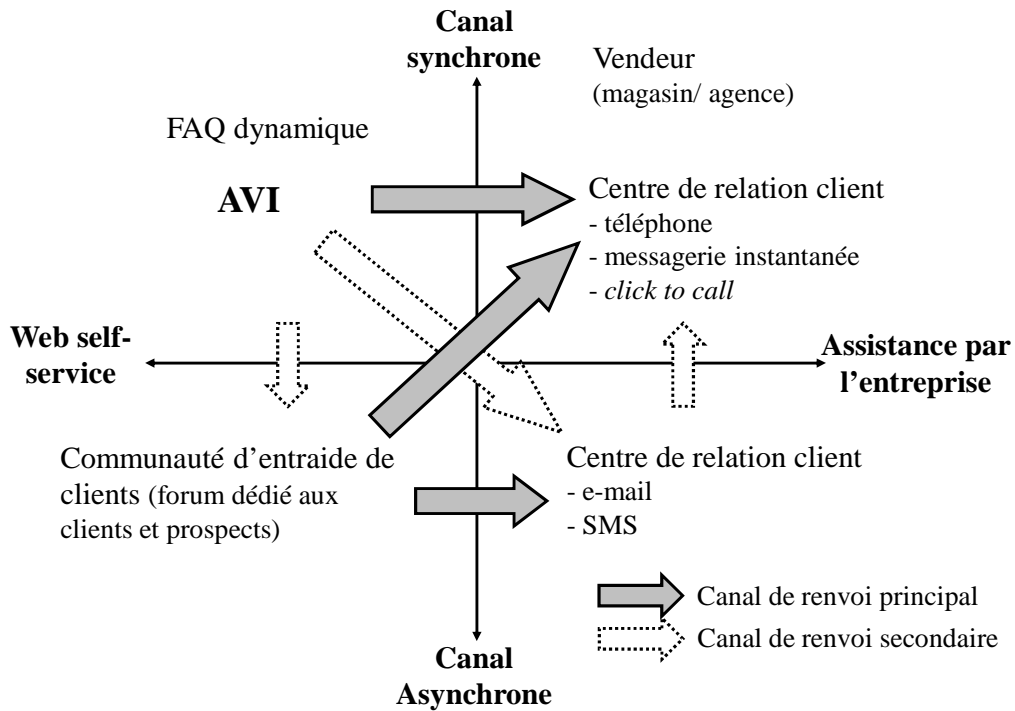 Canal
synchrone
Vendeur
(magasin/ agence)
FAQ dynamique
AVI
Centre de relation client
- téléphone
- messagerie instantanée
- click to call
Web self-
service
Assistance par
l’entreprise
Communauté d’entraide de
clients (forum dédié aux
clients et prospects)
Centre de relation client
- e-mail
- SMS
Canal de renvoi principal
Canal de renvoi secondaire
Canal
Asynchrone